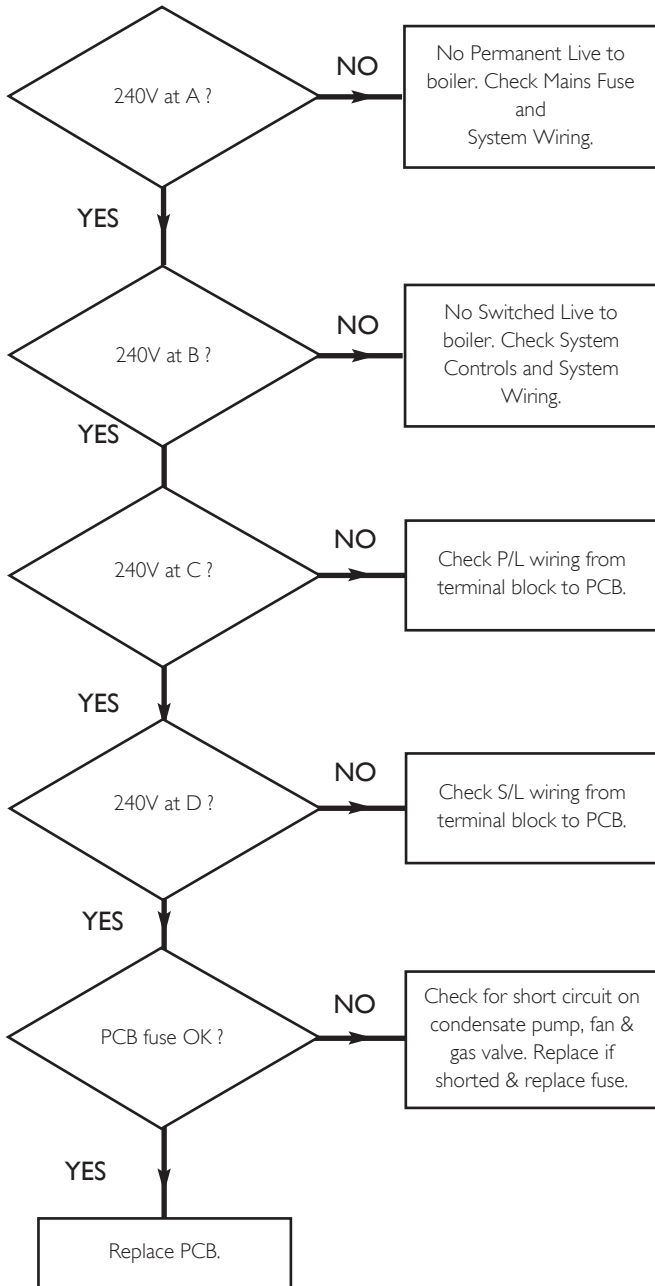 240V at A ?
NO
No Permanent Live to
boiler. Check Mains Fuse
and
System Wiring.
YES
240V at B ?
NO
No Switched Live to
boiler. Check System
Controls and System
Wiring.
YES
240V at C ?
NO
Check P/L wiring from
terminal block to PCB.
YES
240V at D ?
NO
Check S/L wiring from
terminal block to PCB.
YES
PCB fuse OK ?
NO
Check for short circuit on
condensate pump, fan &
gas valve. Replace if
shorted & replace fuse.
YES
Replace PCB.